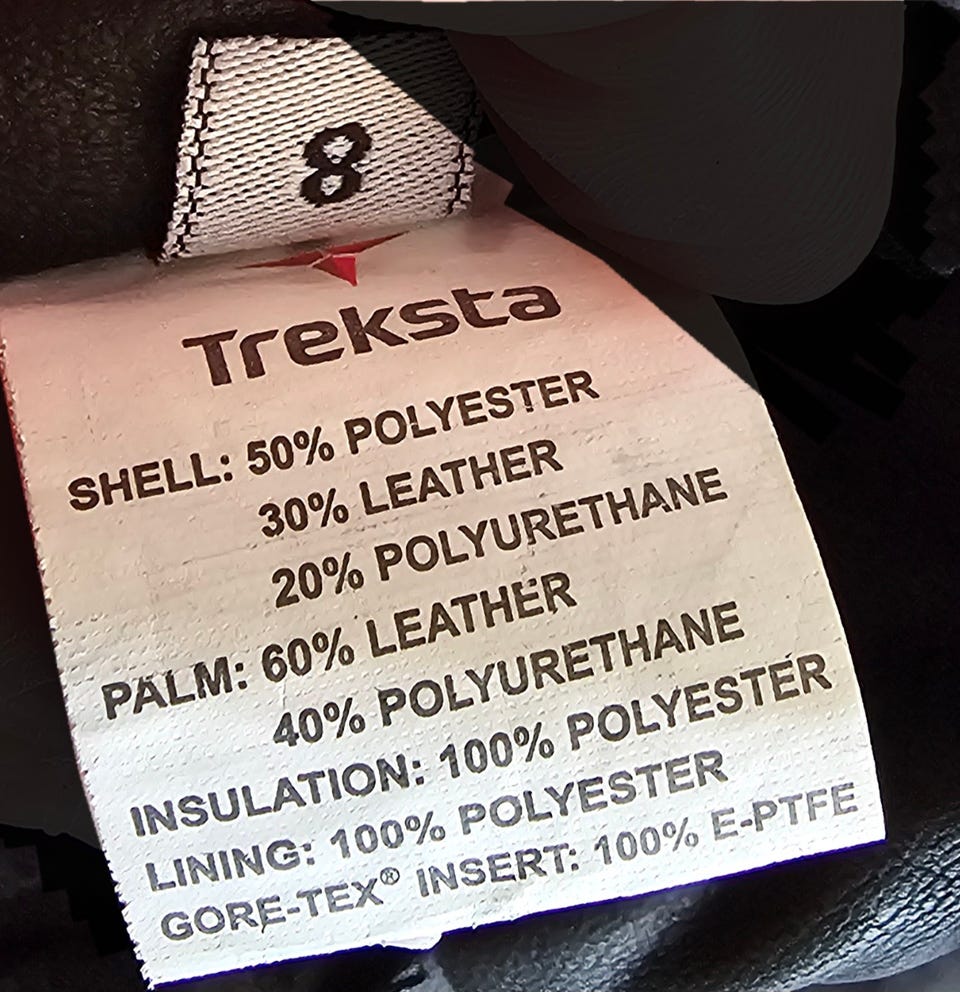 8
Treksta
SHELL: 50% POLYESTER
30% LEATHER
20% POLYURETHANE
PALM: 60% LEATHER
40% POLYURETHANE
INSULATION: 100% POLYESTER
LINING: 100% POLYESTER
GORE-TEX® INSERT: 100% E-PTFE